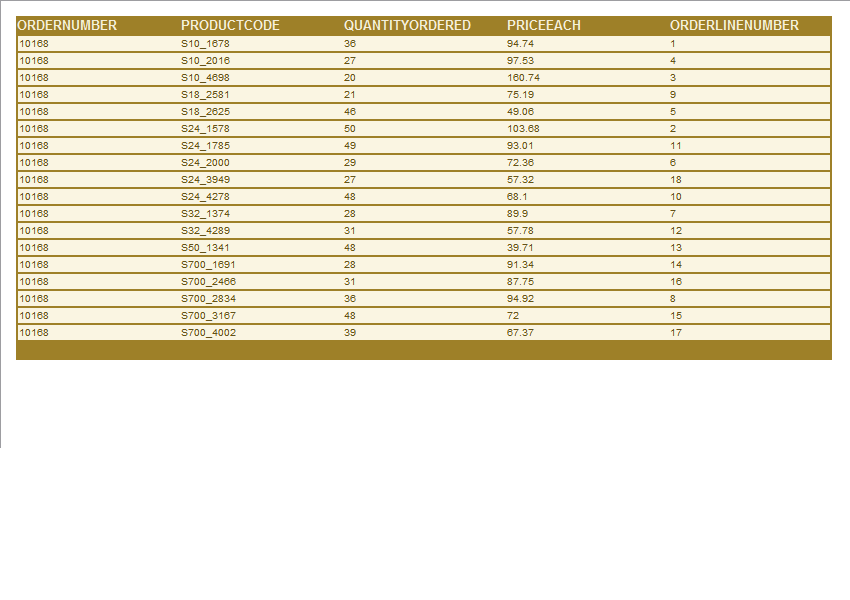 ORDERNUMBER PRODUCTCODE QUANTITYORDERED PRICEEACH ORDERLINENUMBER
10168 S10_1678 36 94.74 1
10168 S10_2016 27 97.53 4
10168 S10_4698 20 160.74 3
10168 S18_2581 21 75.19 9
10168 S18_2625 46 49.06 5
10168 S24_1578 50 103.68 2
10168 S24_1785 49 93.01 11
10168 S24_2000 29 72.36 6
10168 S24_3949 27 57.32 18
10168 S24_4278 48 68.1 10
10168 S32_1374 28 89.9 7
10168 S32_4289 31 57.78 12
10168 S50_1341 48 39.71 13
10168 S700_1691 28 91.34 14
10168 S700_2466 31 87.75 16
10168 S700_2834 36 94.92 8
10168 S700_3167 48 72 15
10168 S700_4002 39 67.37 17